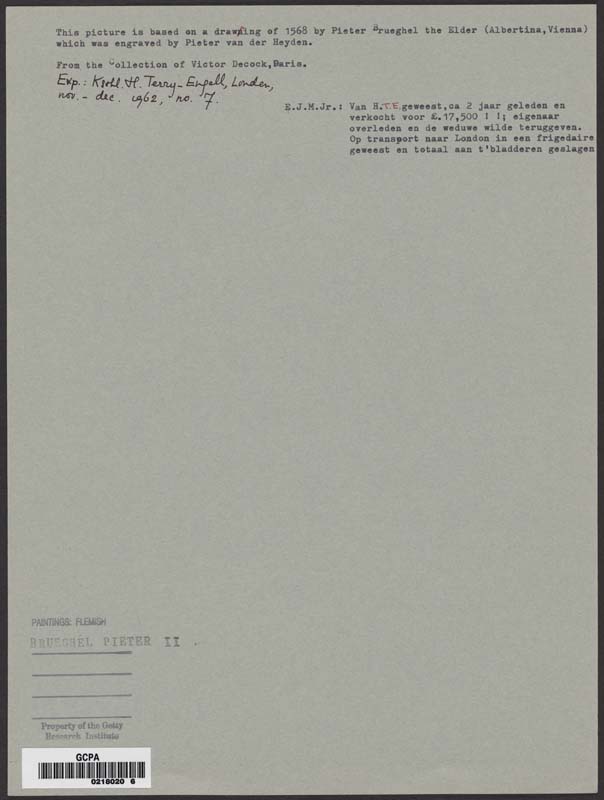 This picture is based on a drawing of 1568 by Pieter Brueghel the Elder (Albertina,Vienna)
which was engraved by Pieter van der Heyden.
From the Collection of Victor Decock,Paris.
Exp.: H. Terry-Engell, Londen,
nov.- dec. 1962, no. 7.
E.J.M.Jr.: Van H.T.E.geweest,ca 2 jaar geleden en
verkocht voor £.17,500 ! !; eigenaar
overleden en de weduwe wilde teruggeven.
Op transport naar London in een frigedaire
geweest en totaal aan t'bladderen geslagen
PAINTINGS: FLEMISH
BRUEGHEL PIETER II .
Property of the Getty
Research Institute
GCPA
0218020 6